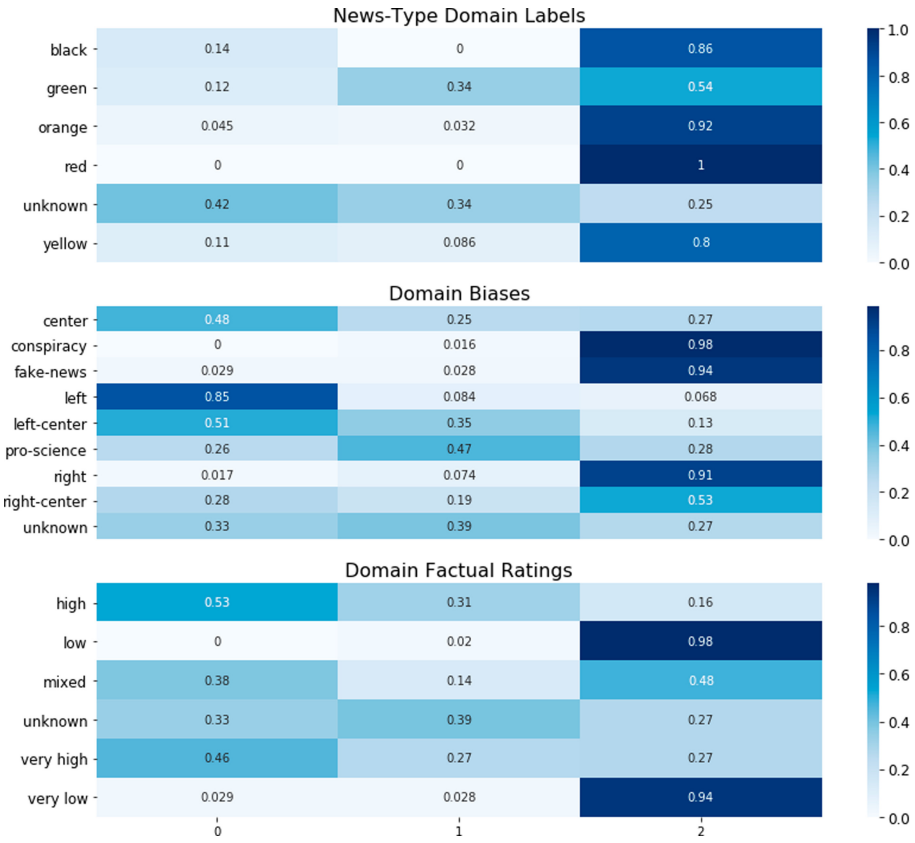 News-Type Domain Labels
black 0.14 0 0.86
green 0.12 0.34 0.54
orange 0.045 0.032 0.92
red 0 0 1
unknown 0.42 0.34 0.25
yellow 0.11 0.086 0.8
1.0
0.8
0.6
0.4
0.2
0.0
Domain Biases
center 0.48 0.25 0.27
conspiracy 0 0.016 0.98
fake-news 0.029 0.028 0.94
left 0.85 0.084 0.068
left-center 0.51 0.35 0.13
pro-science 0.26 0.47 0.28
right 0.017 0.074 0.91
right-center 0.28 0.19 0.53
unknown 0.33 0.39 0.27
0.8
0.6
0.4
0.2
0.0
Domain Factual Ratings
high 0.53 0.31 0.16
low 0 0.02 0.98
mixed 0.38 0.14 0.48
unknown 0.33 0.39 0.27
very high 0.46 0.27 0.27
very low 0.029 0.028 0.94
0 1 2
0.8
0.6
0.4
0.2
0.0